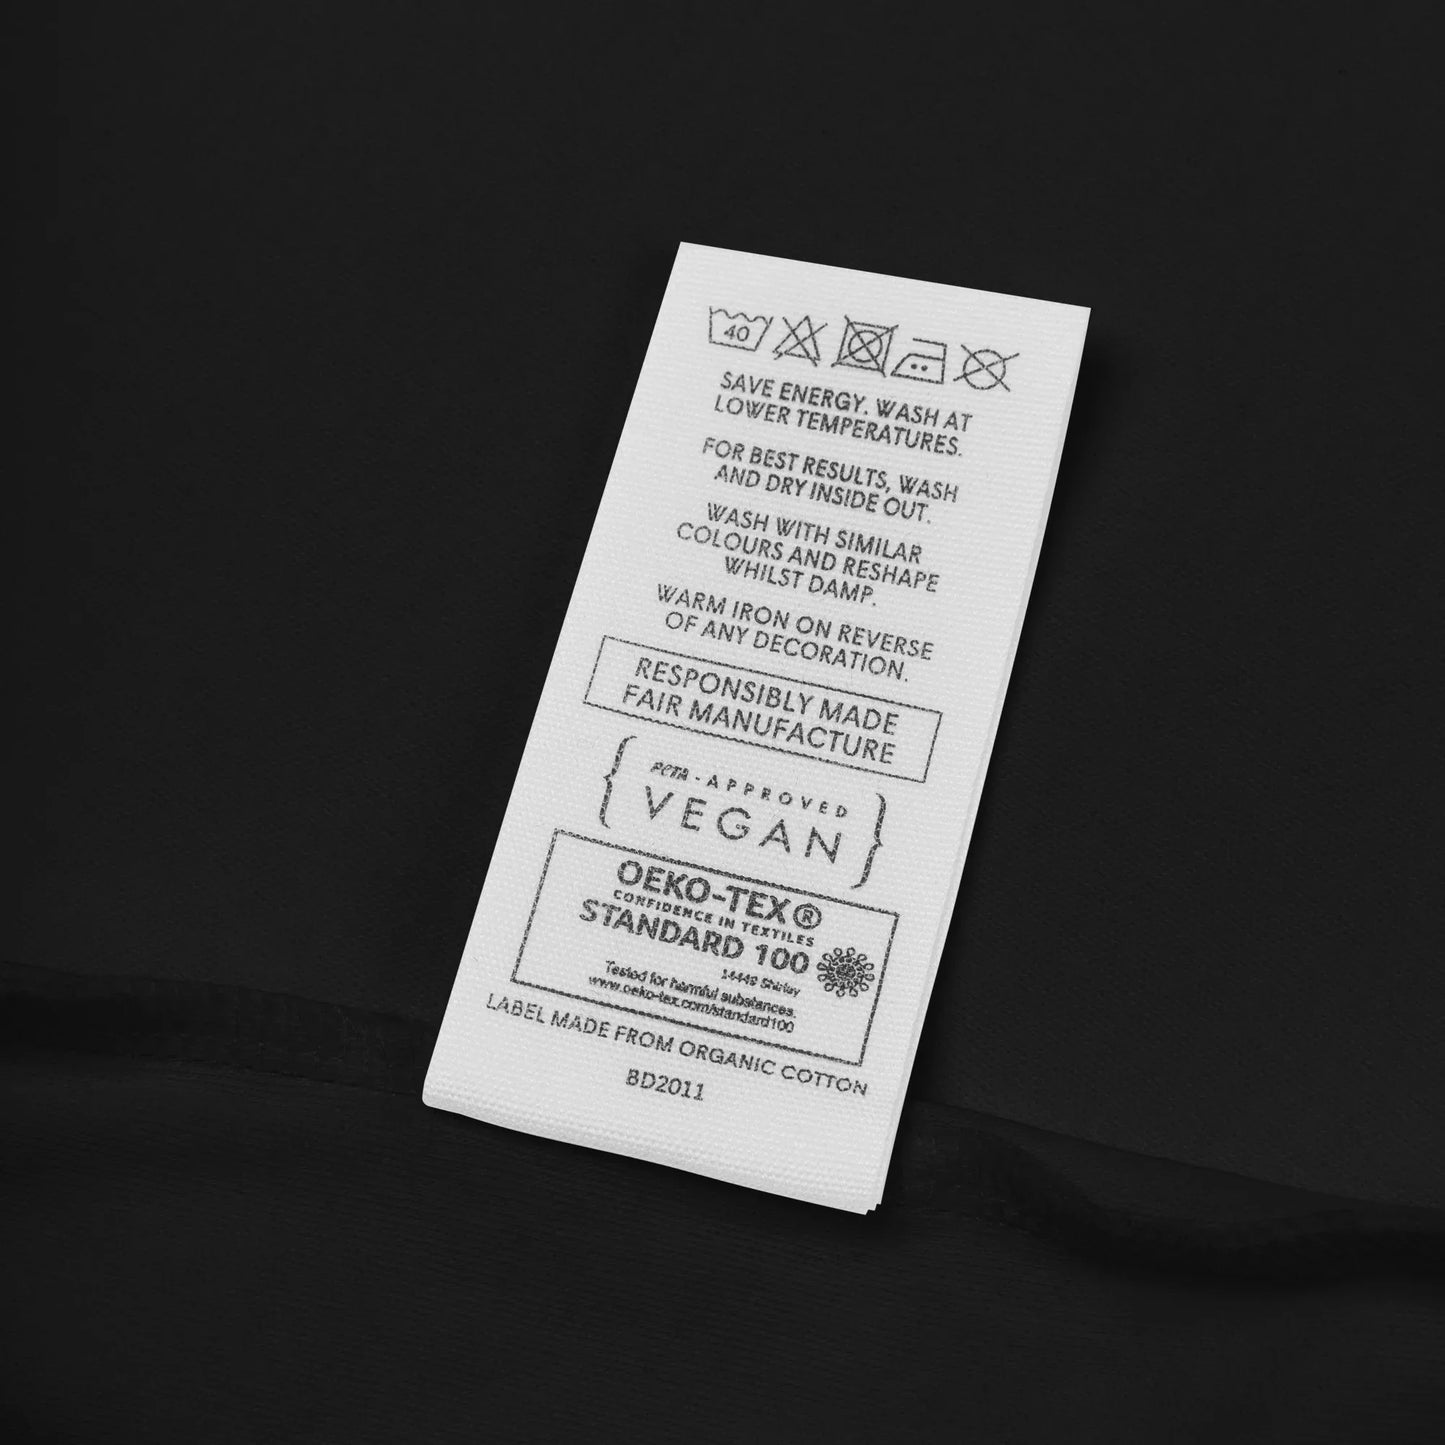 40
SAVE ENERGY. WASH AT
LOWER TEMPERATURES.
FOR BEST RESULTS, WASH
AND DRY INSIDE OUT.
WASH WITH SIMILAR
COLOURS AND RESHAPE
WHILST DAMP.
WARM IRON ON REVERSE
OF ANY DECORATION.
RESPONSIBLY MADE
FAIR MANUFACTURE
PETA - APPROVED
VEGAN
OEKO-TEX®
CONFIDENCE IN TEXTILES
STANDARD 100
14449 Shirley
Tested for harmful substances.
www.oeko-tex.com/standard100
LABEL MADE FROM ORGANIC COTTON
BD2011